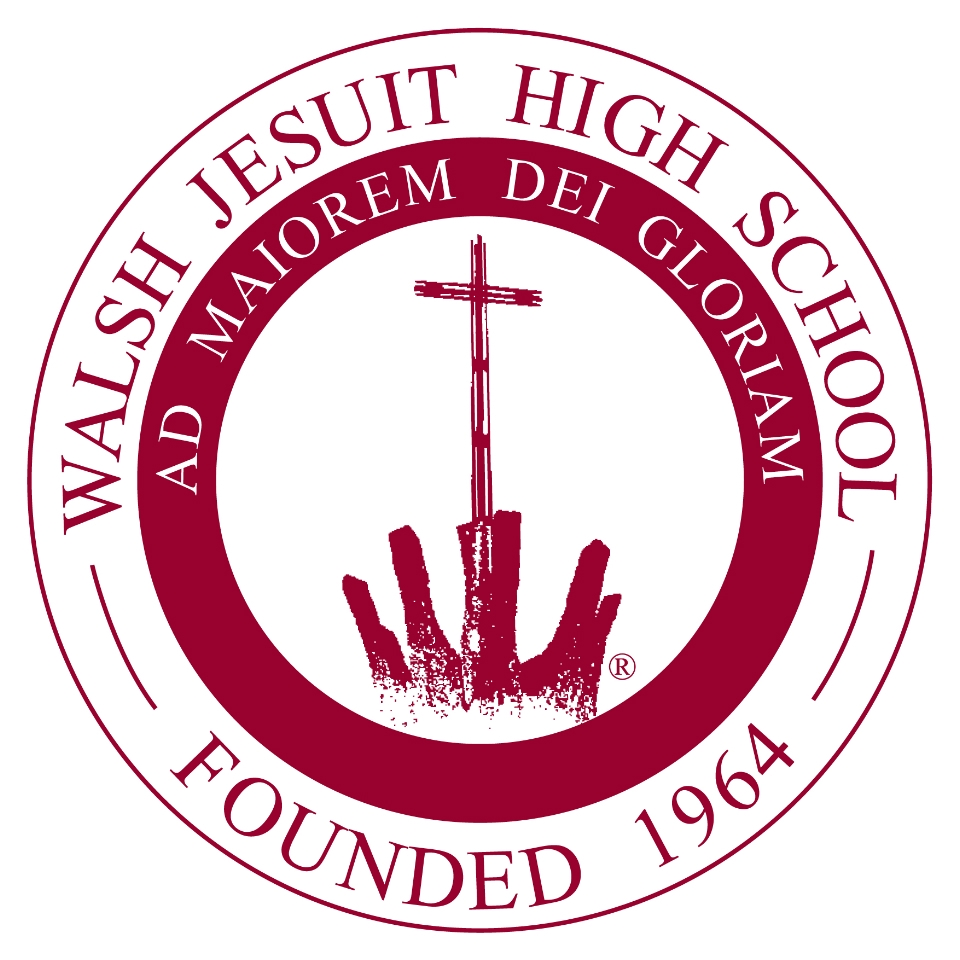 WALSH JESUIT HIGH SCHOOL
AD MAIOREM DEI GLORIAM
®
FOUNDED 1964